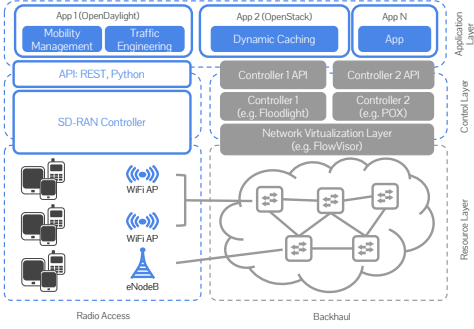 App 1 (OpenDaylight)
Mobility
Management
Traffic
Engineering
App 2 (OpenStack)
Dynamic Caching
App N
App
Application
Layer
API: REST, Python
SD-RAN Controller
Controller 1 API
Controller 2 API
Controller 1
(e.g. Floodlight)
Controller 2
(e.g. POX)
Network Virtualization Layer
(e.g. FlowVisor)
Control Layer
WiFi AP
WiFi AP
eNodeB
Resource Layer
Radio Access
Backhaul